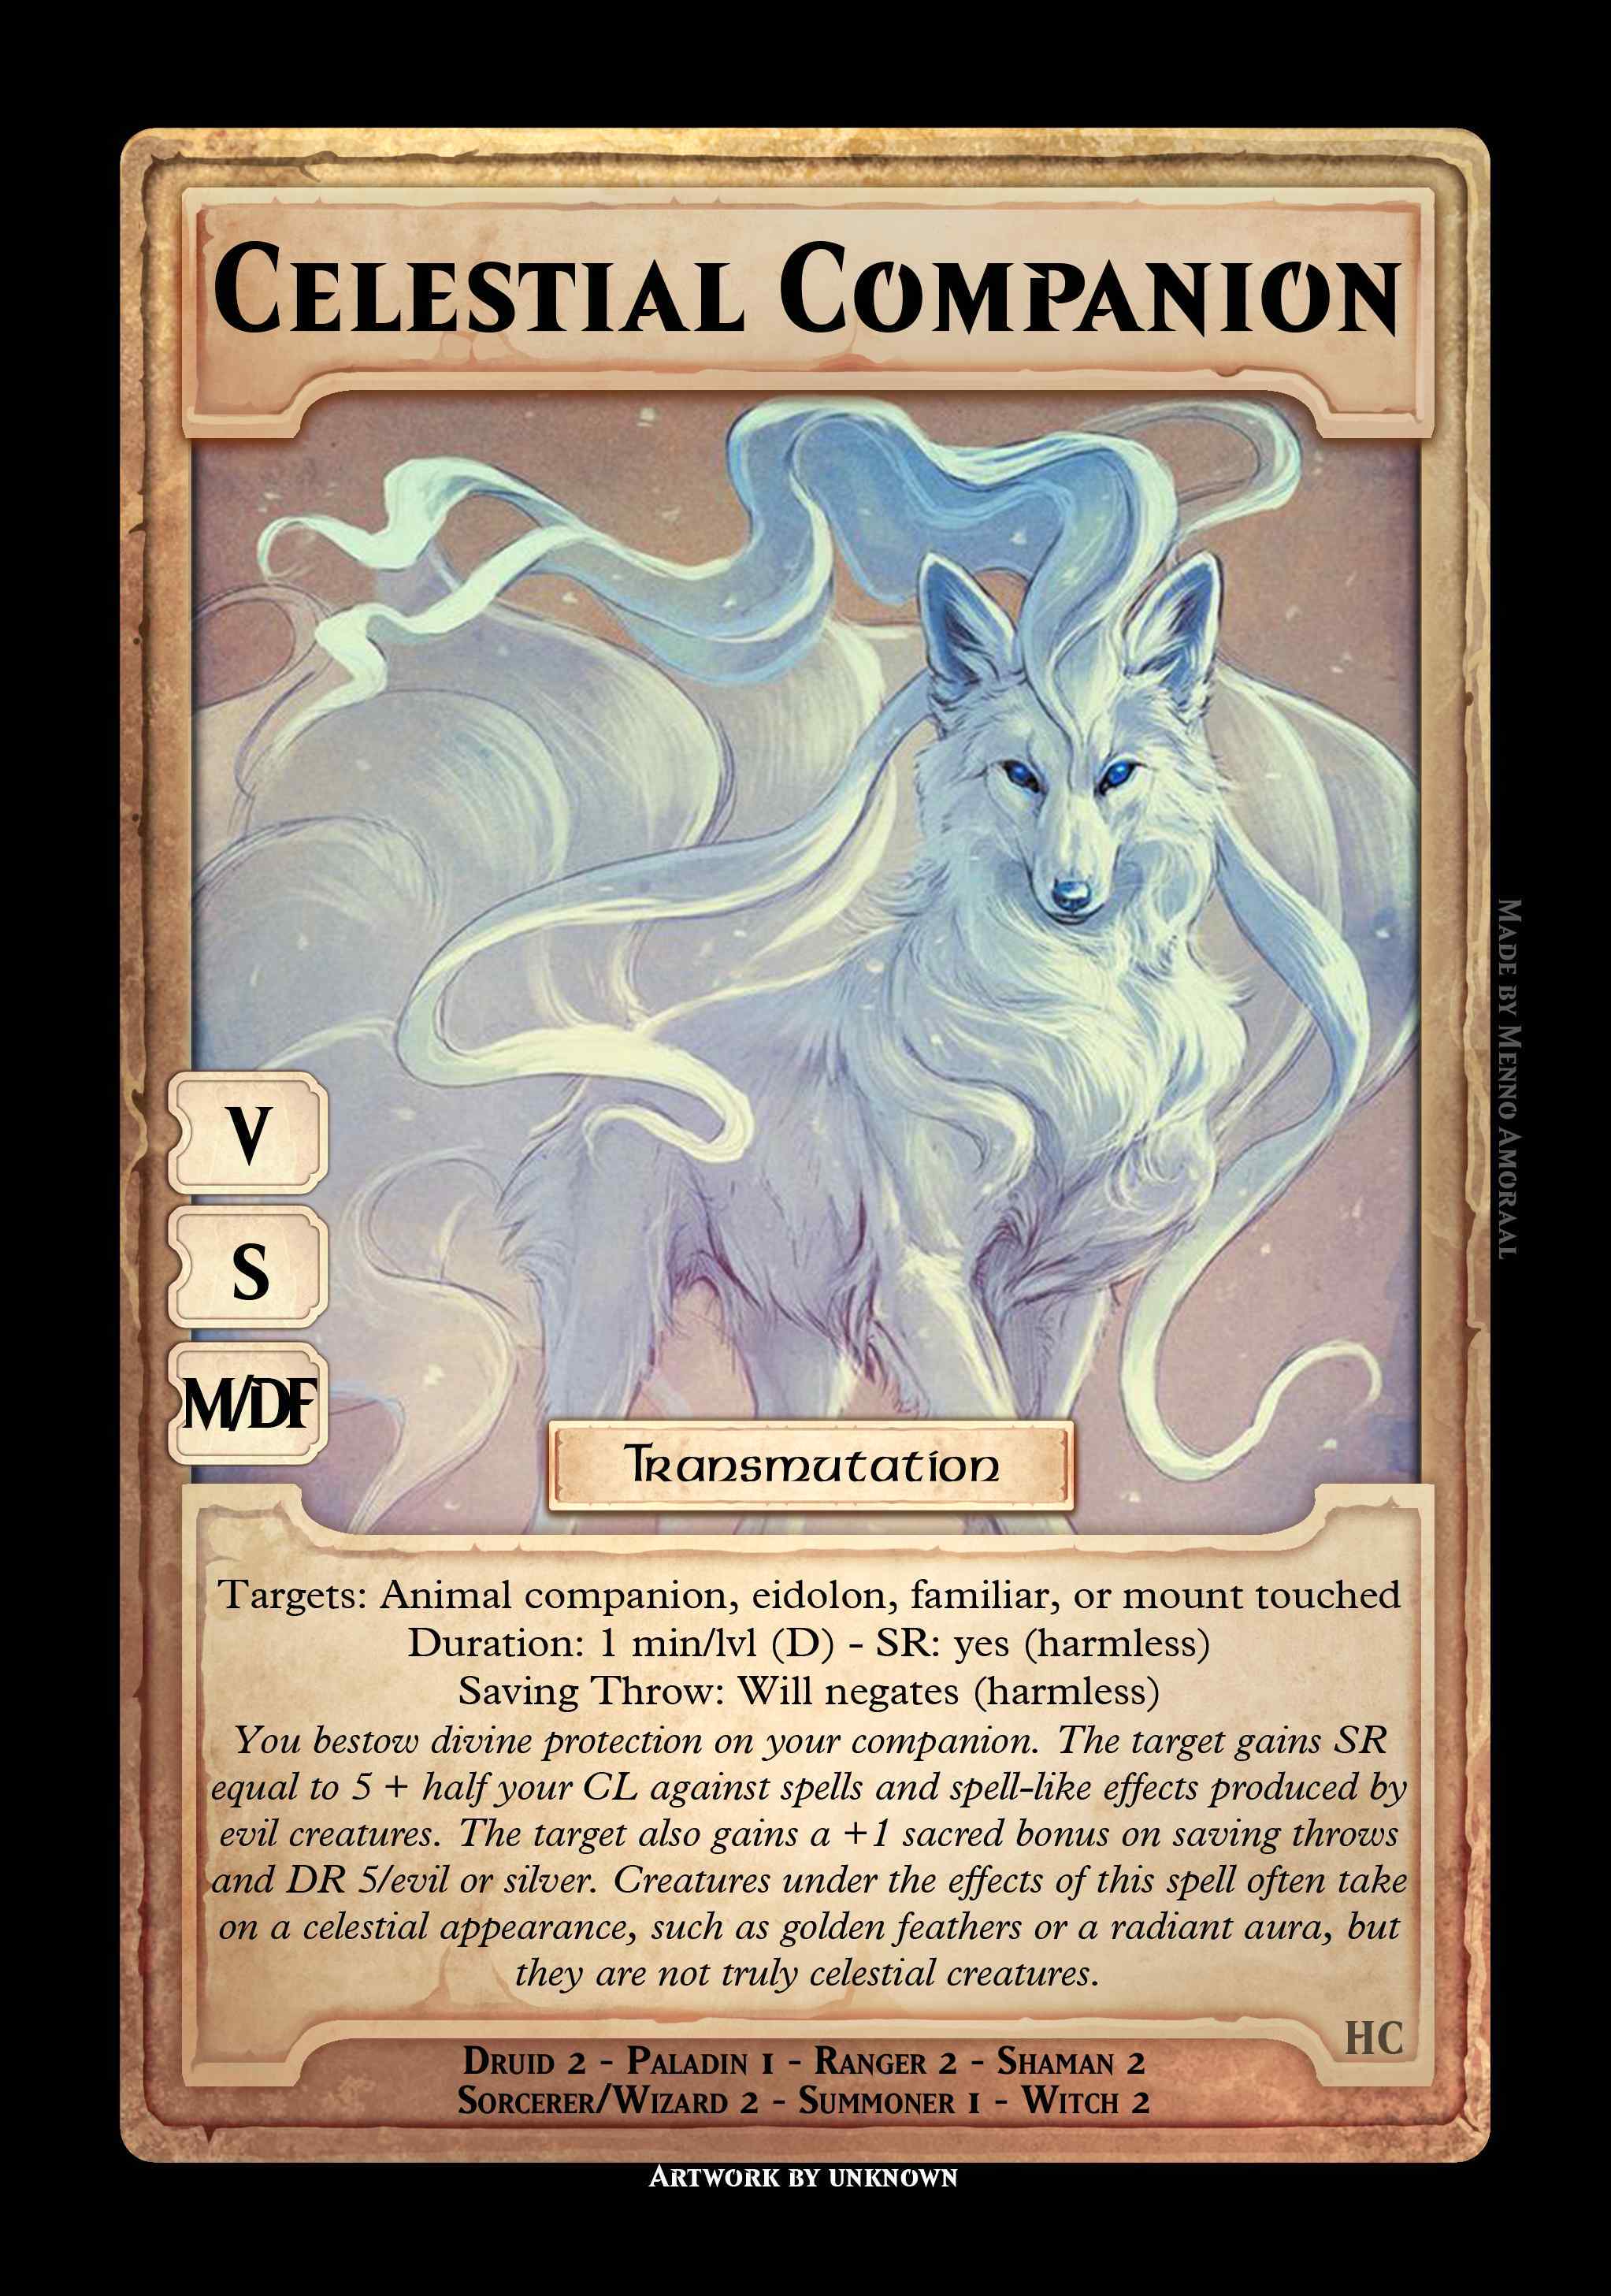 Celestial Companion
V
S
M/DF
Transmutation
Targets: Animal companion, eidolon, familiar, or mount touched
Duration: 1 min/lvl (D) - SR: yes (harmless)
Saving Throw: Will negates (harmless)
You bestow divine protection on your companion. The target gains SR
equal to 5 + half your CL against spells and spell-like effects produced by
evil creatures. The target also gains a +1 sacred bonus on saving throws
and DR 5/evil or silver. Creatures under the effects of this spell often take
on a celestial appearance, such as golden feathers or a radiant aura, but
they are not truly celestial creatures.
HC
Druid 2 - Paladin 1 - Ranger 2 - Shaman 2
Sorcerer/Wizard 2 - Summoner 1 - Witch 2
Artwork by unknown
Made by Menno Amoraal